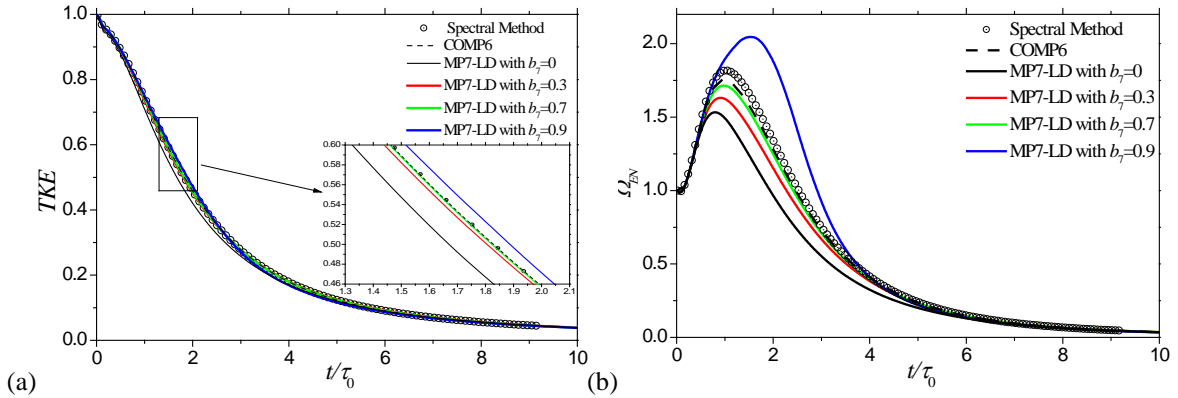 1.0
0.8
0.6
0.4
0.2
0.0
TKE
0 2 4 6 8 10
t/τ₀
(a)
Spectral Method
COMP6
MP7-LD with b₇=0
MP7-LD with b₇=0.3
MP7-LD with b₇=0.7
MP7-LD with b₇=0.9
0.60
0.58
0.56
0.54
0.52
0.50
0.48
0.46
1.3 1.4 1.5 1.6 1.7 1.8 1.9 2.0 2.1
2.0
1.5
1.0
0.5
0.0
Ω_EN
0 2 4 6 8 10
t/τ₀
(b)
Spectral Method
COMP6
MP7-LD with b₇=0
MP7-LD with b₇=0.3
MP7-LD with b₇=0.7
MP7-LD with b₇=0.9